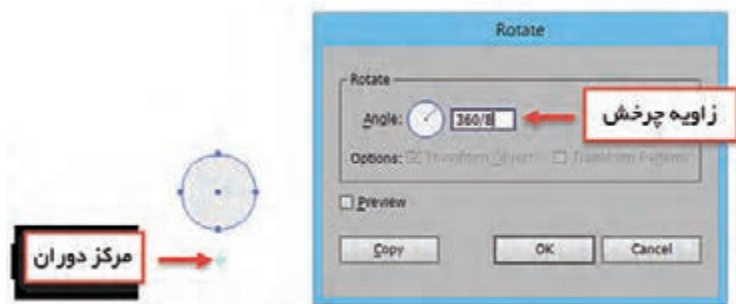 Rotate
Rotate
Angle: 360/8
زاویه چرخش
Options: Transform Objects Transform Patterns
Preview
Copy OK Cancel
مرکز دوران